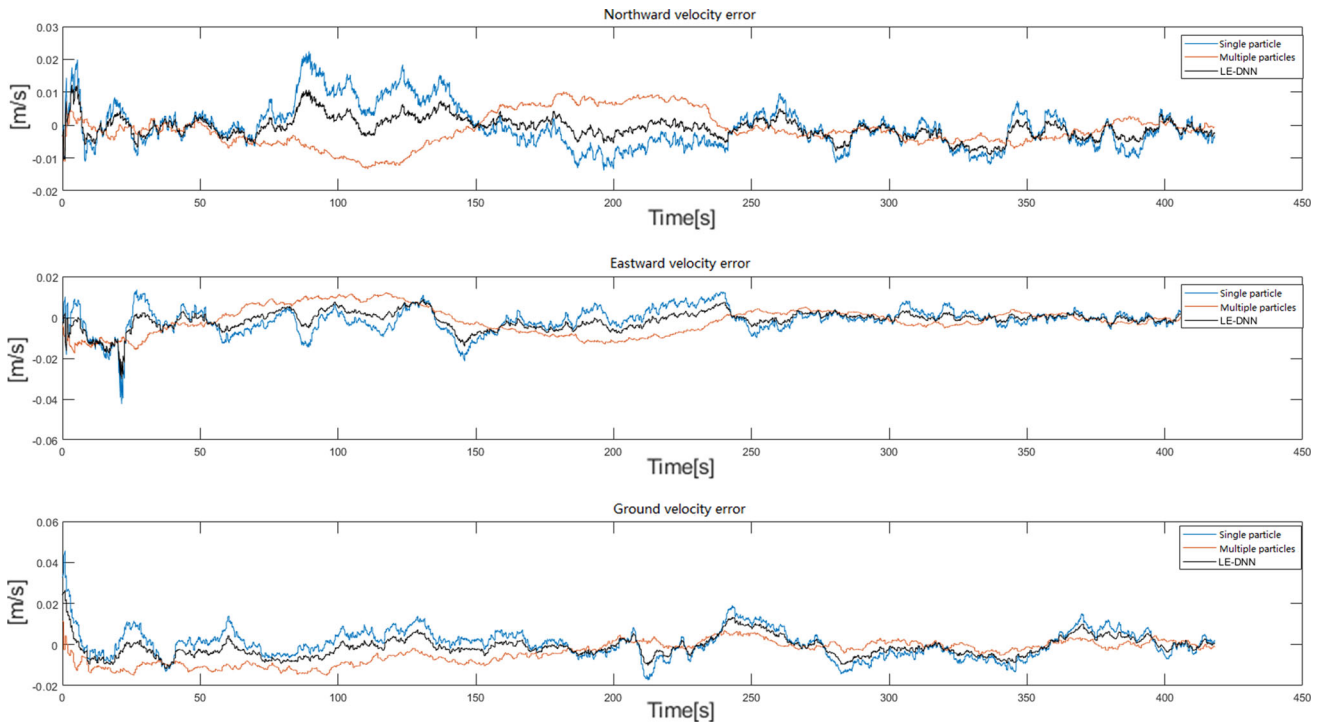 Northward velocity error
0.03
0.02
0.01
0
-0.01
-0.02
[m/s]
Single particle
Multiple particles
LE-DNN
0 50 100 150 200 250 300 350 400 450
Time[s]
Eastward velocity error
0.02
0
-0.02
-0.04
-0.06
[m/s]
Single particle
Multiple particles
LE-DNN
0 50 100 150 200 250 300 350 400 450
Time[s]
Ground velocity error
0.06
0.04
0.02
0
-0.02
[m/s]
Single particle
Multiple particles
LE-DNN
0 50 100 150 200 250 300 350 400 450
Time[s]